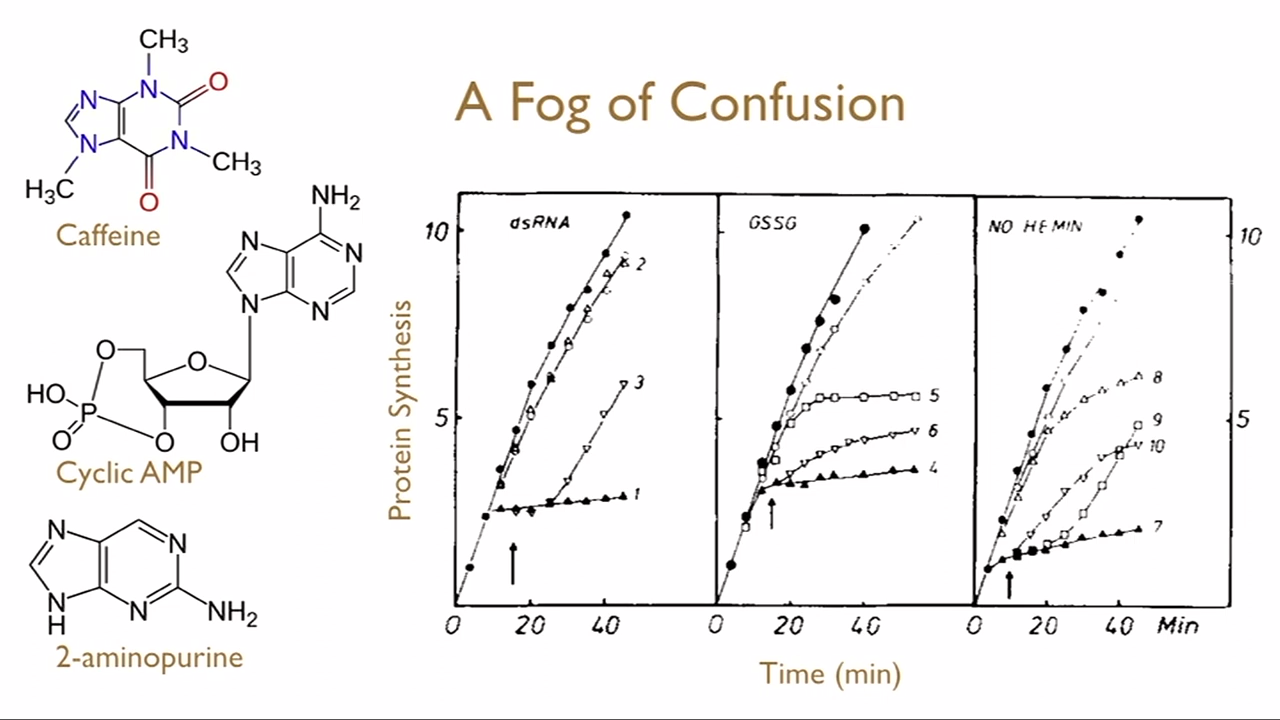 A Fog of Confusion
CH₃
N
N
O
N
N
CH₃
H₃C
O
Caffeine
NH₂
N
N
N
N
O
O
HO
P
O
O
OH
Cyclic AMP
N
N
N
H
N
NH₂
2-aminopurine
Protein Synthesis
10
5
dsRNA
2
3
1
GSSG
5
6
4
NO HEMIN
8
9
10
7
10
5
0 20 40
0 20 40
0 20 40 Min
Time (min)